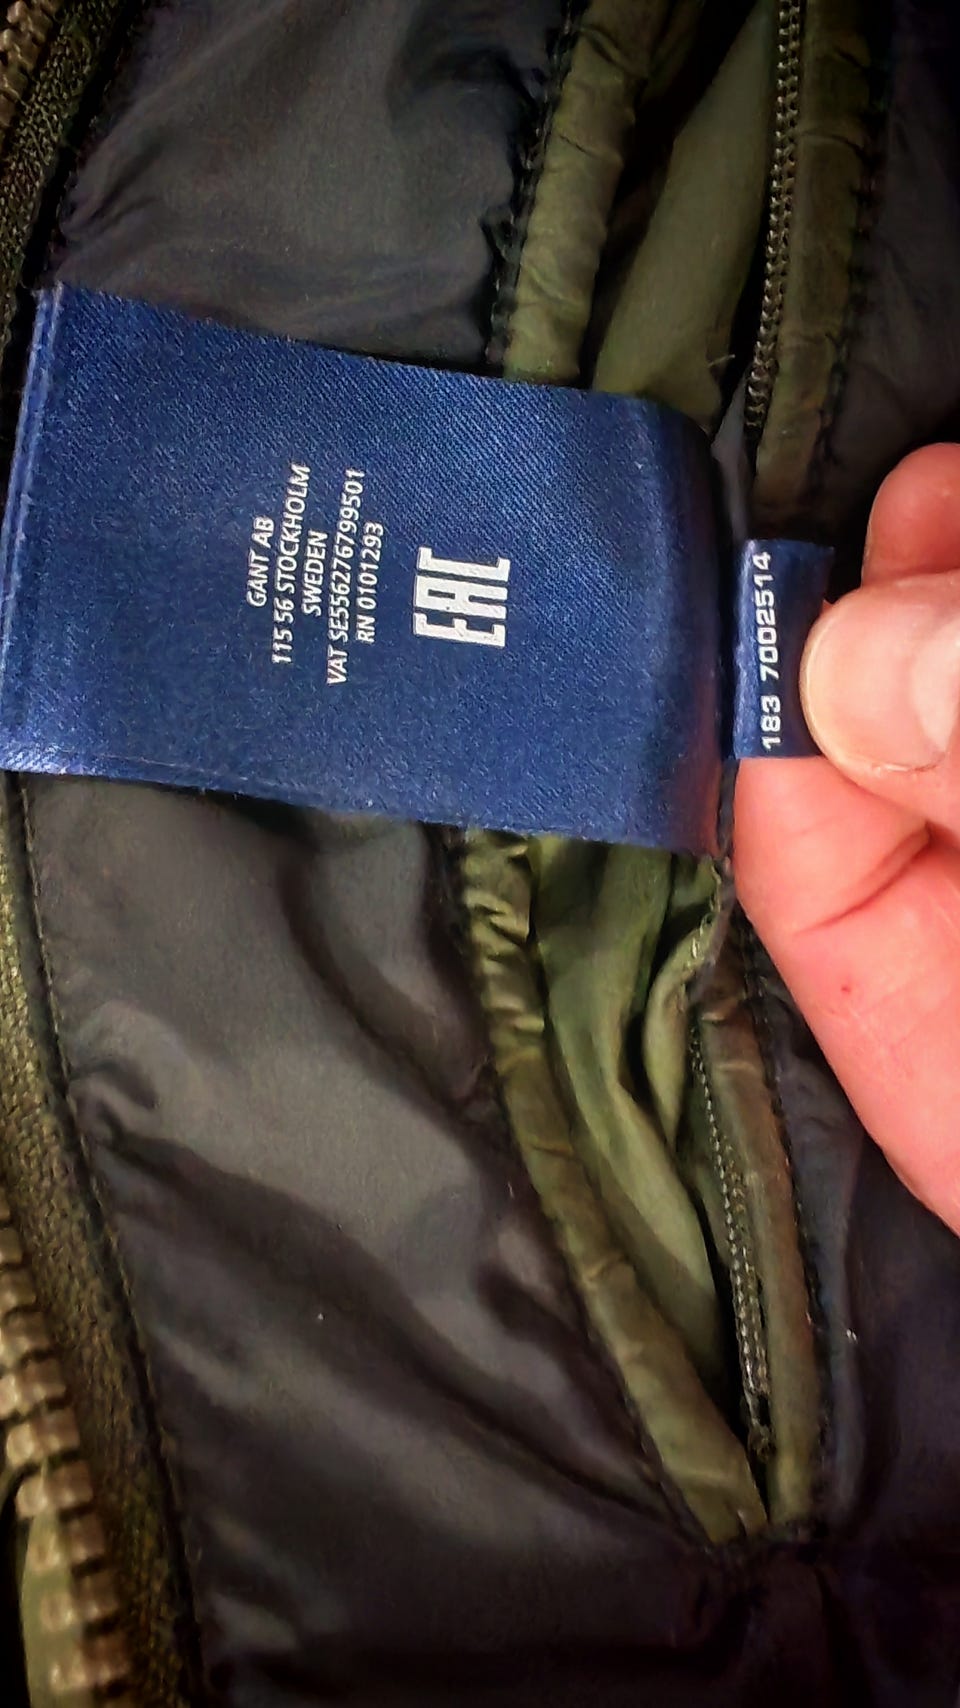 GANT AB
115 56 STOCKHOLM
SWEDEN
VAT SE556276799501
RN 0101293
EAC
183 7002514